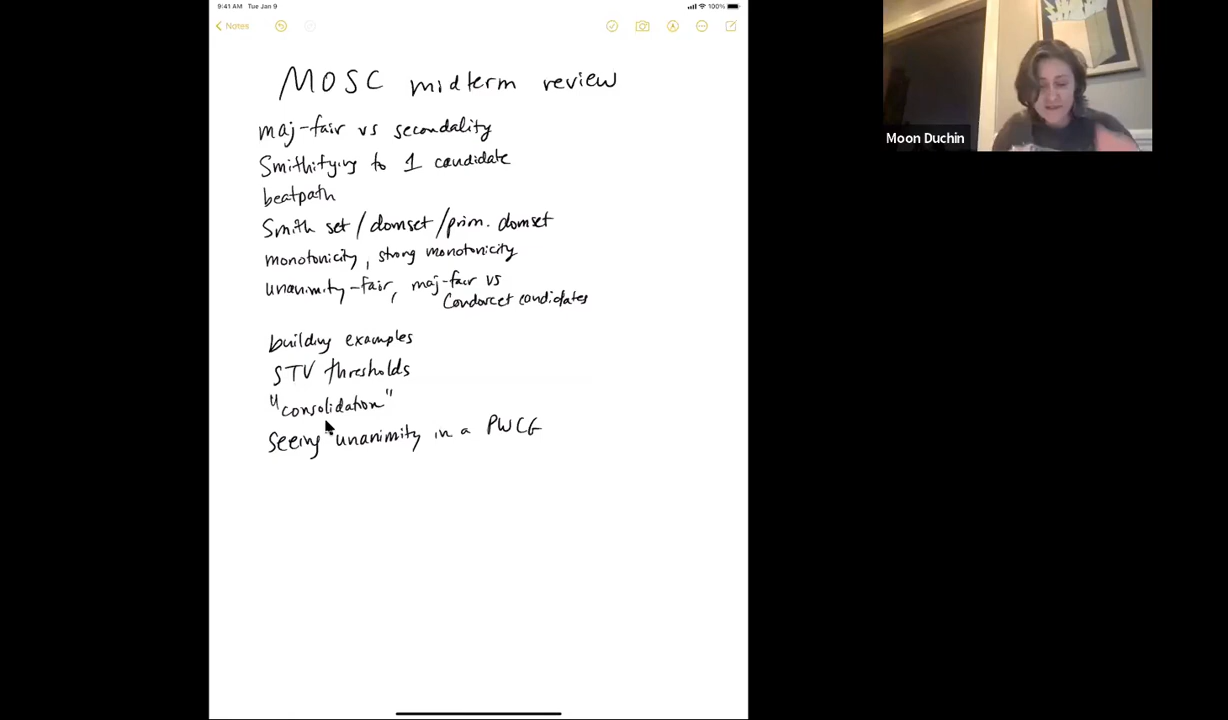 9:41 AM Tue Jan 9
100%
Notes
MOSC midterm review
maj-fair vs secondality
Smithifying to 1 candidate
beatpath
Smith set / domset / prim. domset
monotonicity, strong monotonicity
unanimity-fair, maj-fair vs
Condorcet candidates
building examples
STV thresholds
"consolidation"
Seeing unanimity in a PWCG
Moon Duchin